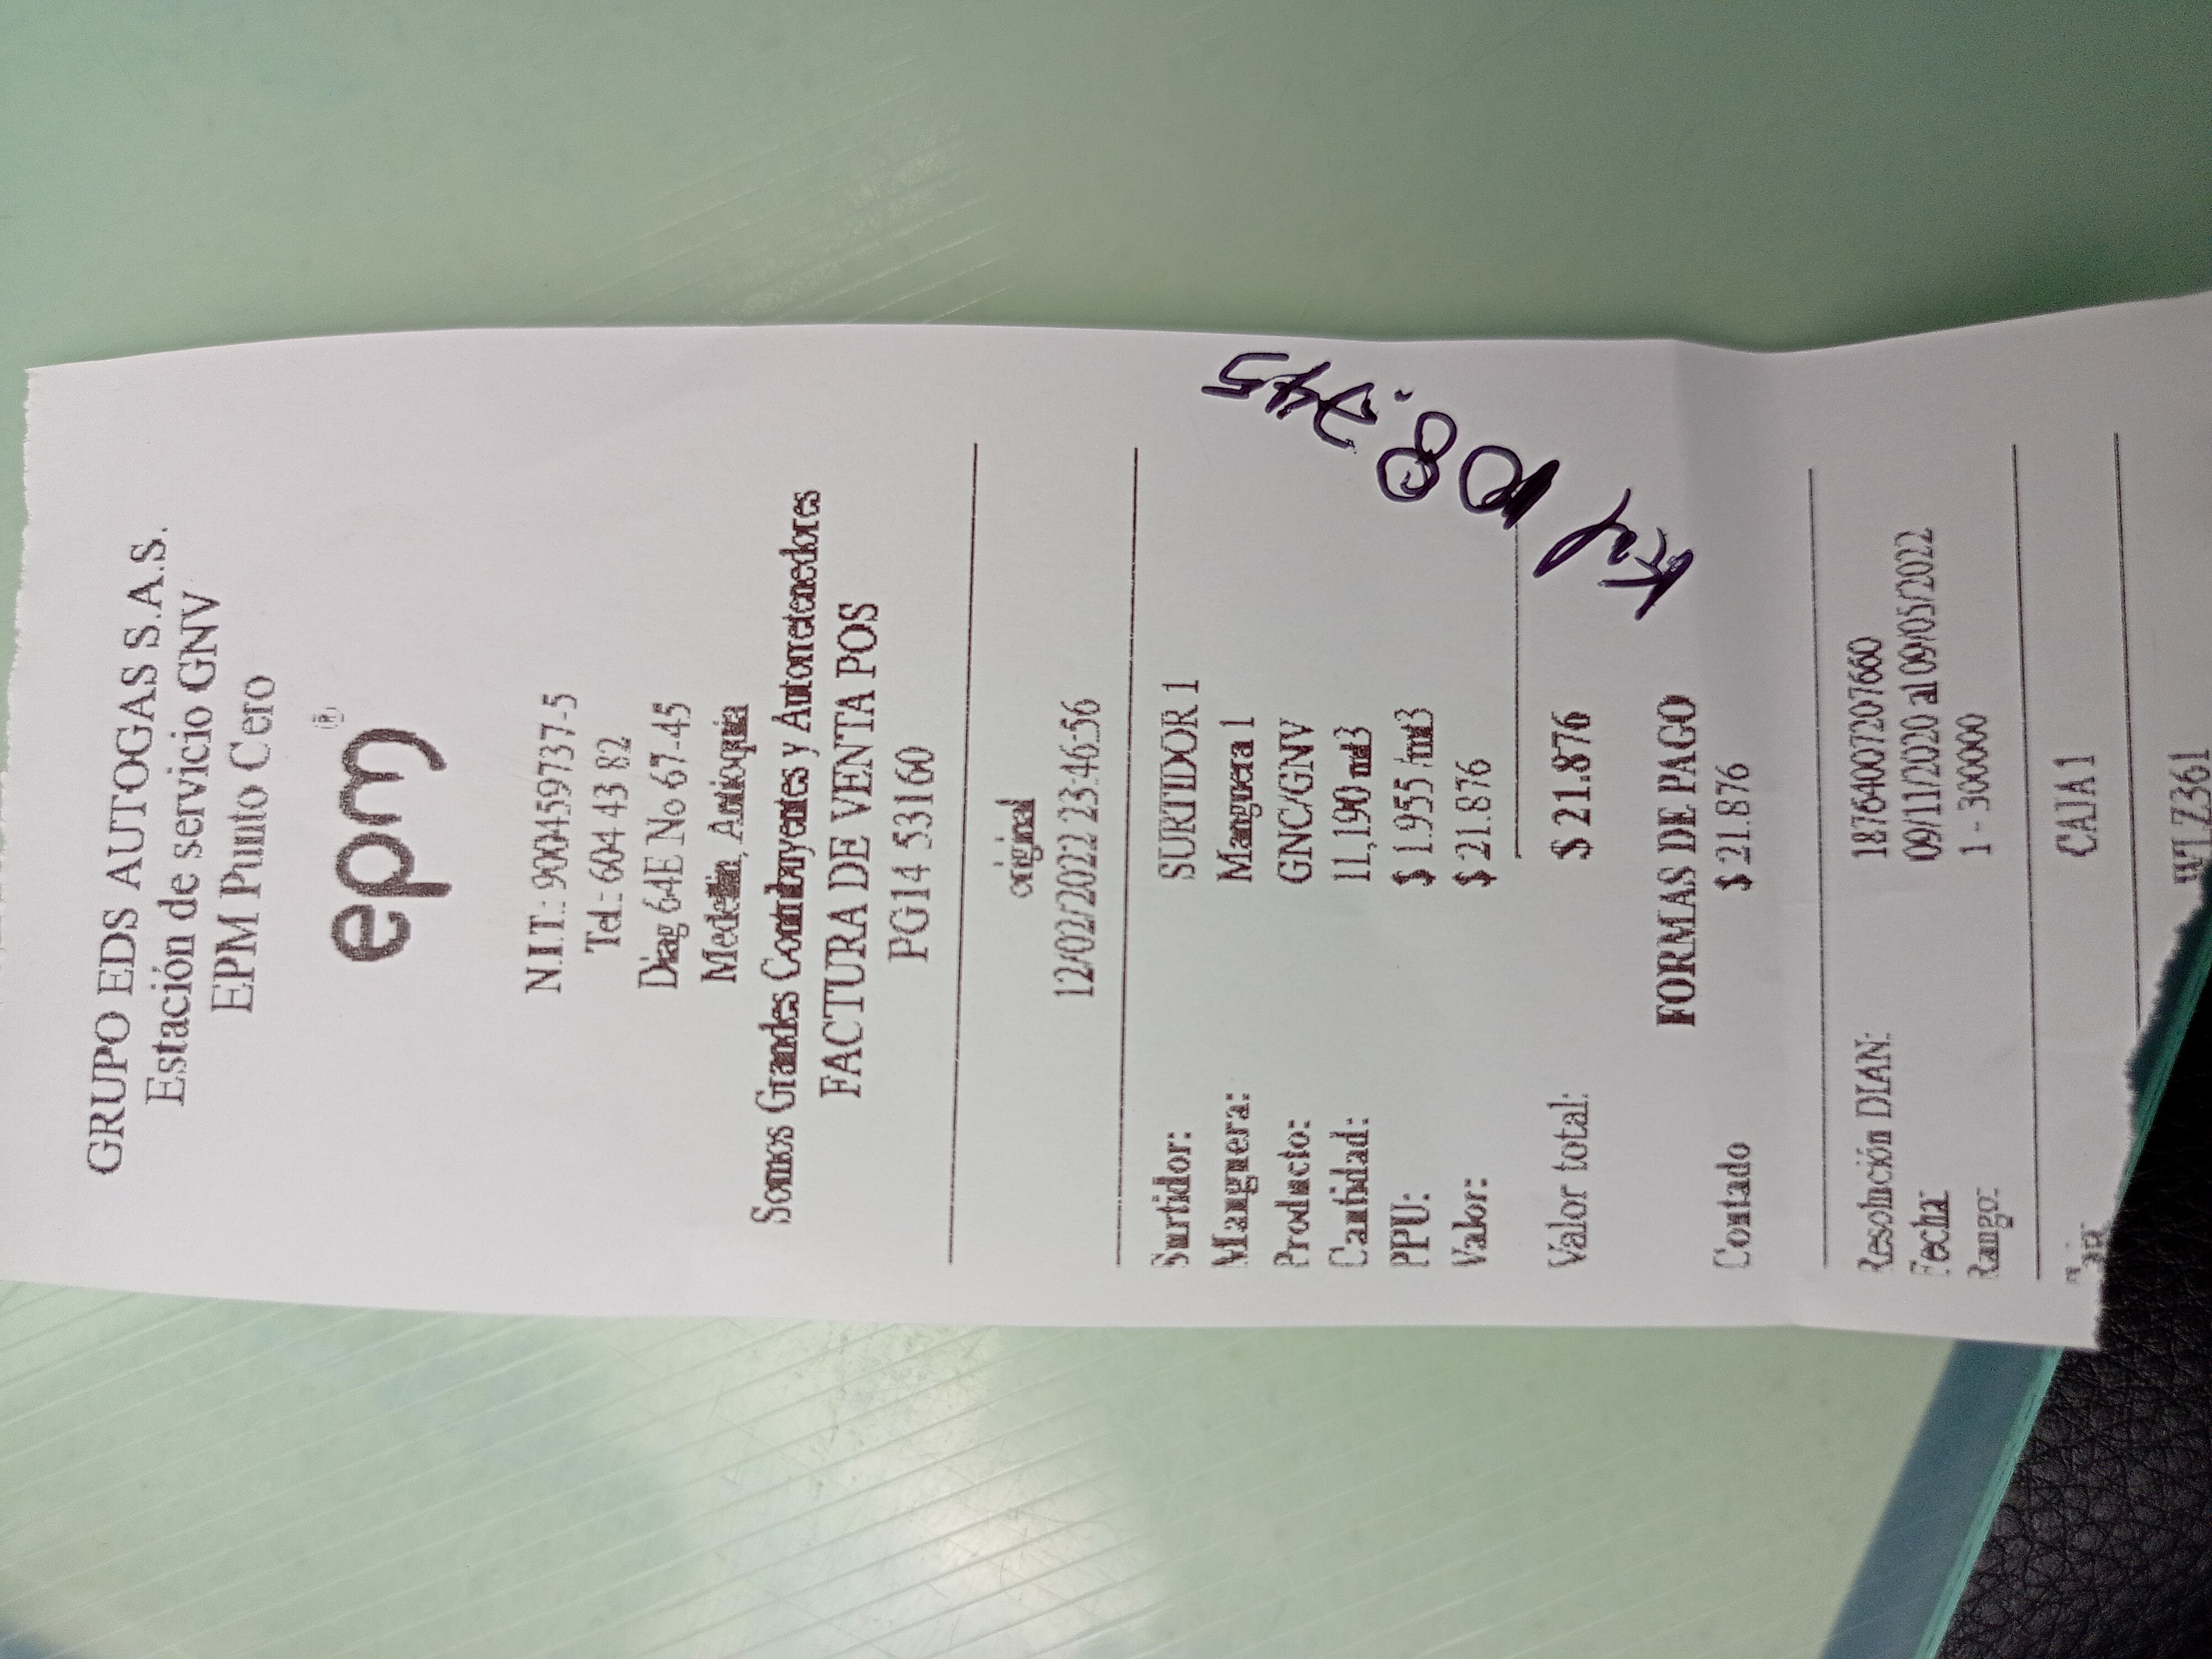 GRUPO EDS AUTOGAS S.A.S.
Estación de servicio GNV
EPM Punto Cero
epm®
N.I.T.: 900459737-5
Tel.: 604 43 82
Diag 64E No 67-45
Medellín, Antioquia
Somos Grandes Contribuyentes y Autorretenedores
FACTURA DE VENTA POS
PG14 53160
original
12/02/2022 23:46:56
Surtidor: SURTIDOR 1
Manguera: Manguera 1
Producto: GNC/GNV
Cantidad: 11,190 mt3
PPU: $ 1.955 /mt3
Valor: $ 21.876
Valor total: $ 21.876
Kil 108.745
FORMAS DE PAGO
Contado $ 21.876
Resolución DIAN: 18764007207660
Fecha: 09/11/2020 al 09/05/2022
Rango: 1 - 300000
CAJA 1